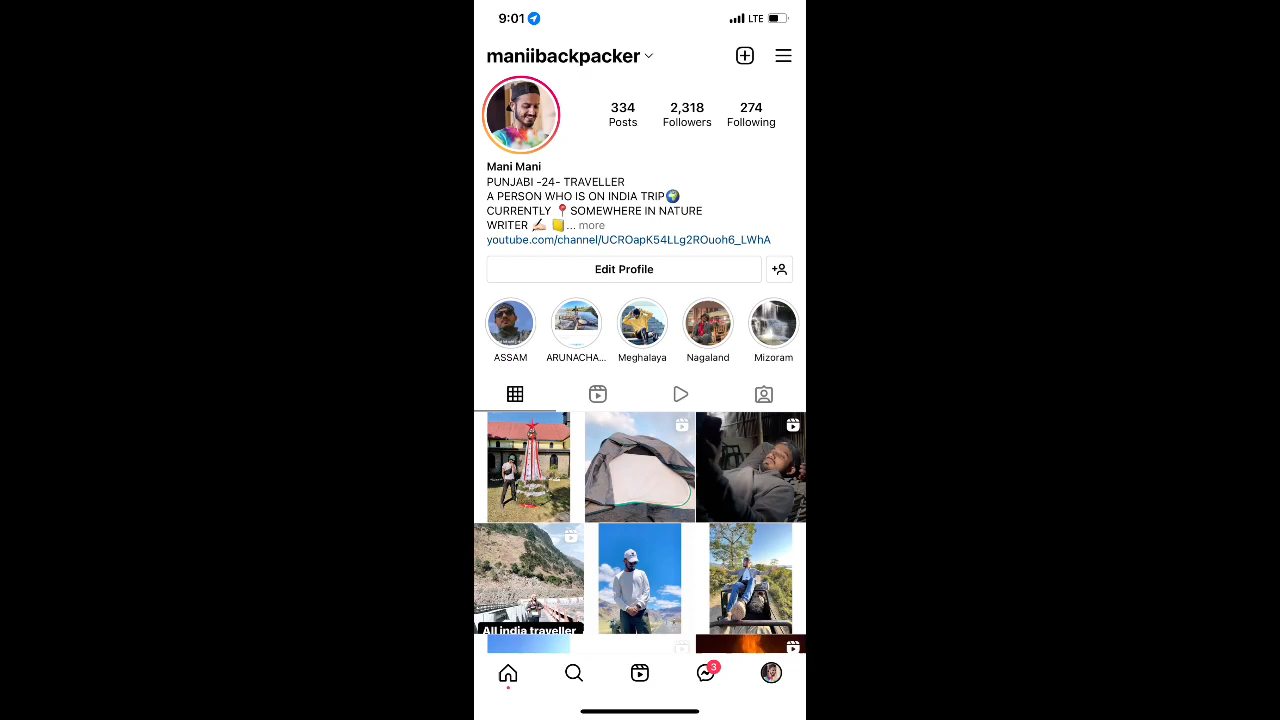 9:01
LTE
maniibackpacker
334 2,318 274
Posts Followers Following
Mani Mani
PUNJABI -24- TRAVELLER
A PERSON WHO IS ON INDIA TRIP🌍
CURRENTLY 📍SOMEWHERE IN NATURE
WRITER ✍🏻 📒... more
youtube.com/channel/UCROapK54LLg2ROuoh6_LWhA
Edit Profile
ASSAM ARUNACHA... Meghalaya Nagaland Mizoram
All india traveller
3